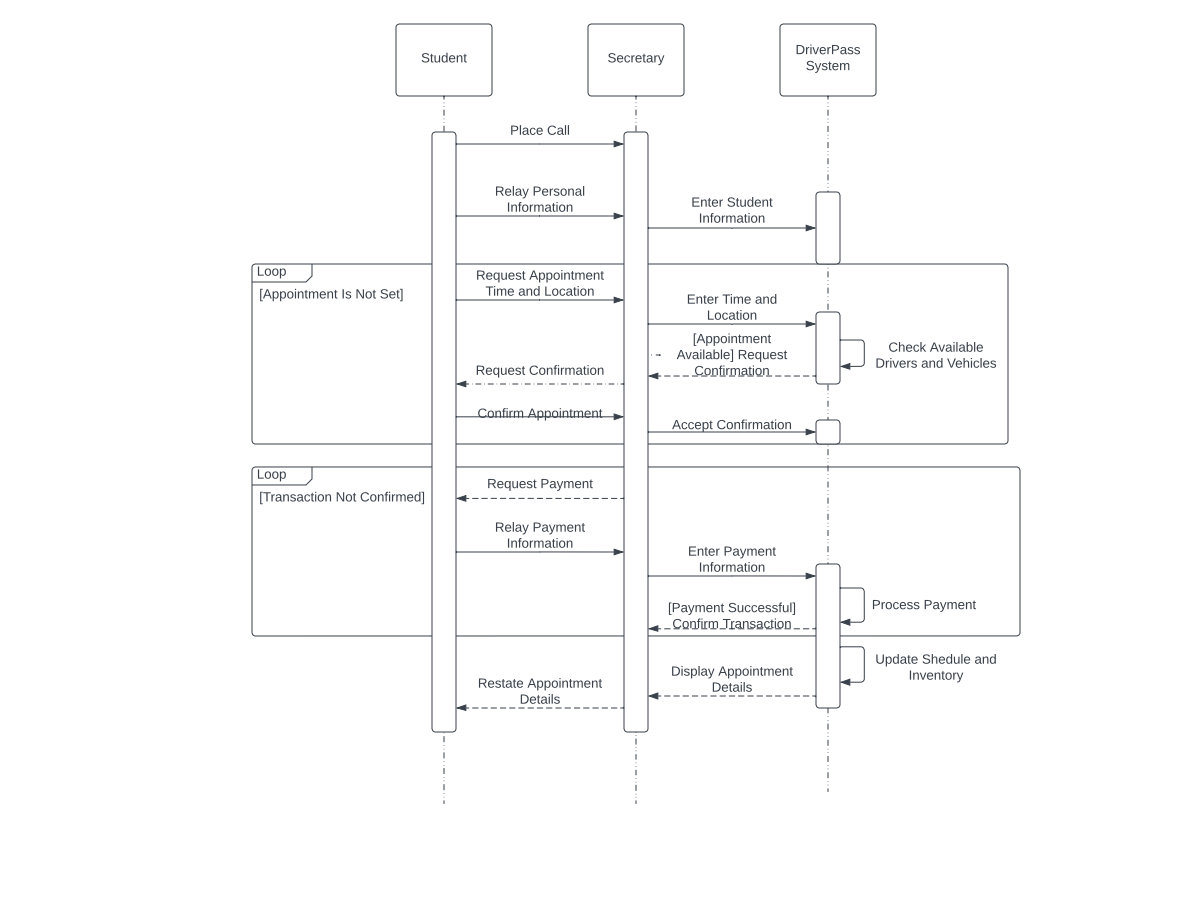 Student
Secretary
DriverPass
System
Place Call
Relay Personal
Information
Enter Student
Information
Loop
[Appointment Is Not Set]
Request Appointment
Time and Location
Enter Time and
Location
[Appointment
Available] Request
Confirmation
Check Available
Drivers and Vehicles
Request Confirmation
Confirm Appointment
Accept Confirmation
Loop
[Transaction Not Confirmed]
Request Payment
Relay Payment
Information
Enter Payment
Information
Process Payment
[Payment Successful]
Confirm Transaction
Update Shedule and
Inventory
Display Appointment
Details
Restate Appointment
Details